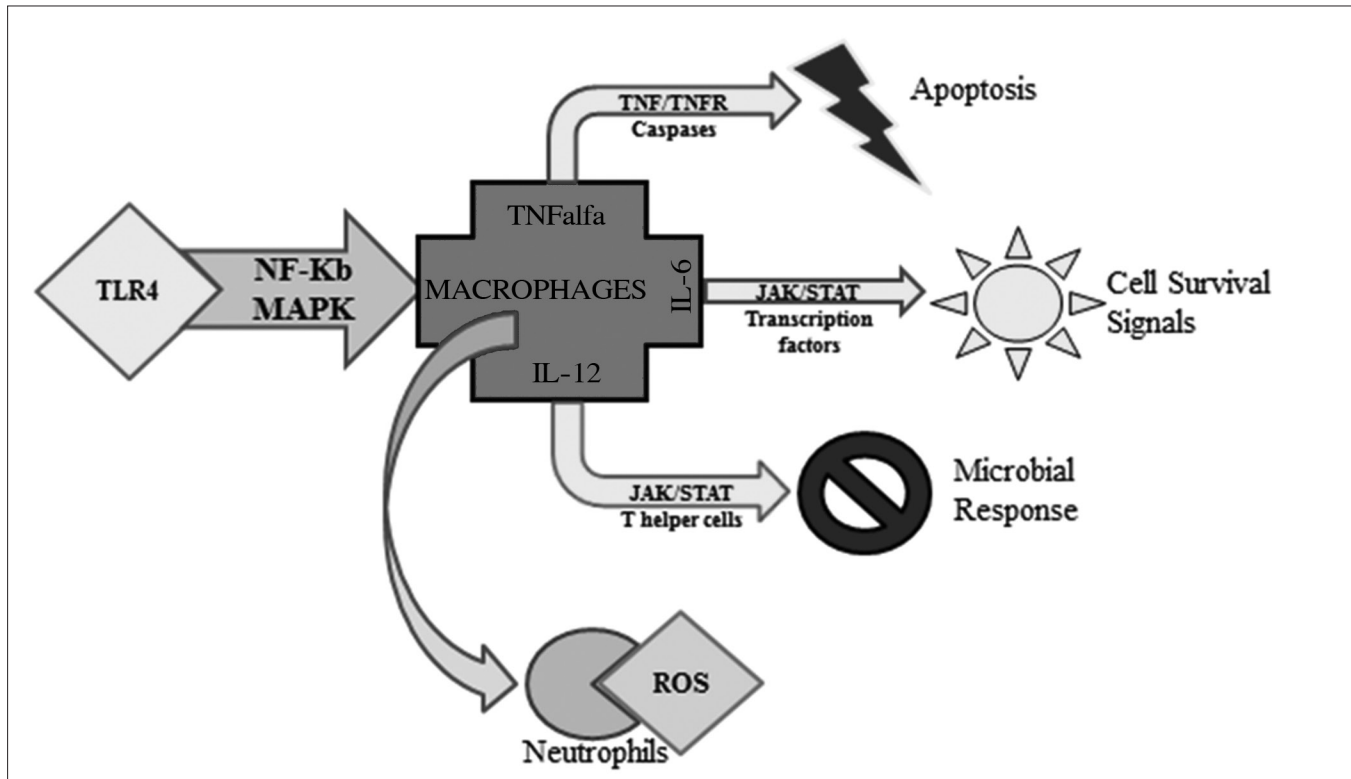 TNF/TNFR
Caspases
Apoptosis
TLR4
NF-Kb
MAPK
TNFalfa
MACROPHAGES
IL-6
IL-12
JAK/STAT
Transcription
factors
Cell Survival
Signals
JAK/STAT
T helper cells
Microbial
Response
ROS
Neutrophils